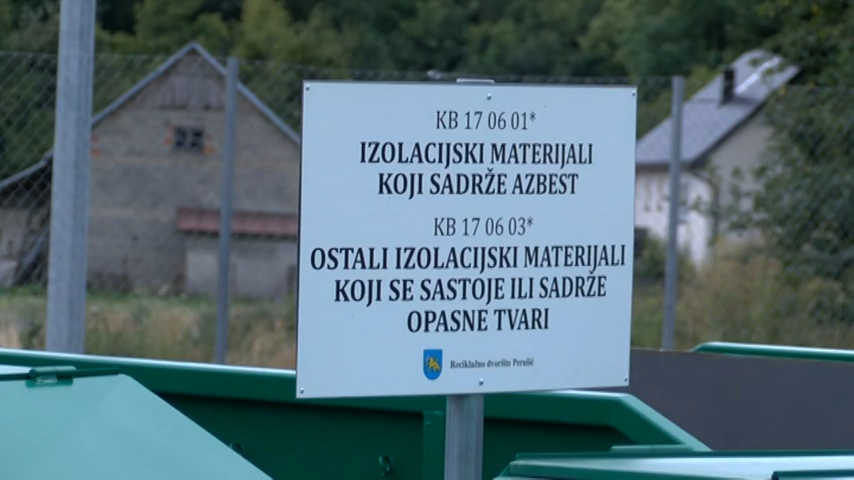 KB 17 06 01*
IZOLACIJSKI MATERIJALI
KOJI SADRŽE AZBEST
KB 17 06 03*
OSTALI IZOLACIJSKI MATERIJALI
KOJI SE SASTOJE ILI SADRŽE
OPASNE TVARI
Reciklažno dvorište Perušić